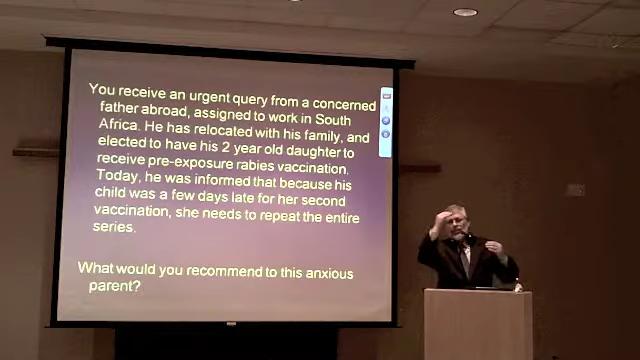 You receive an urgent query from a concerned
father abroad, assigned to work in South
Africa. He has relocated with his family, and
elected to have his 2 year old daughter to
receive pre-exposure rabies vaccination.
Today, he was informed that because his
child was a few days late for her second
vaccination, she needs to repeat the entire
series.
What would you recommend to this anxious
parent?